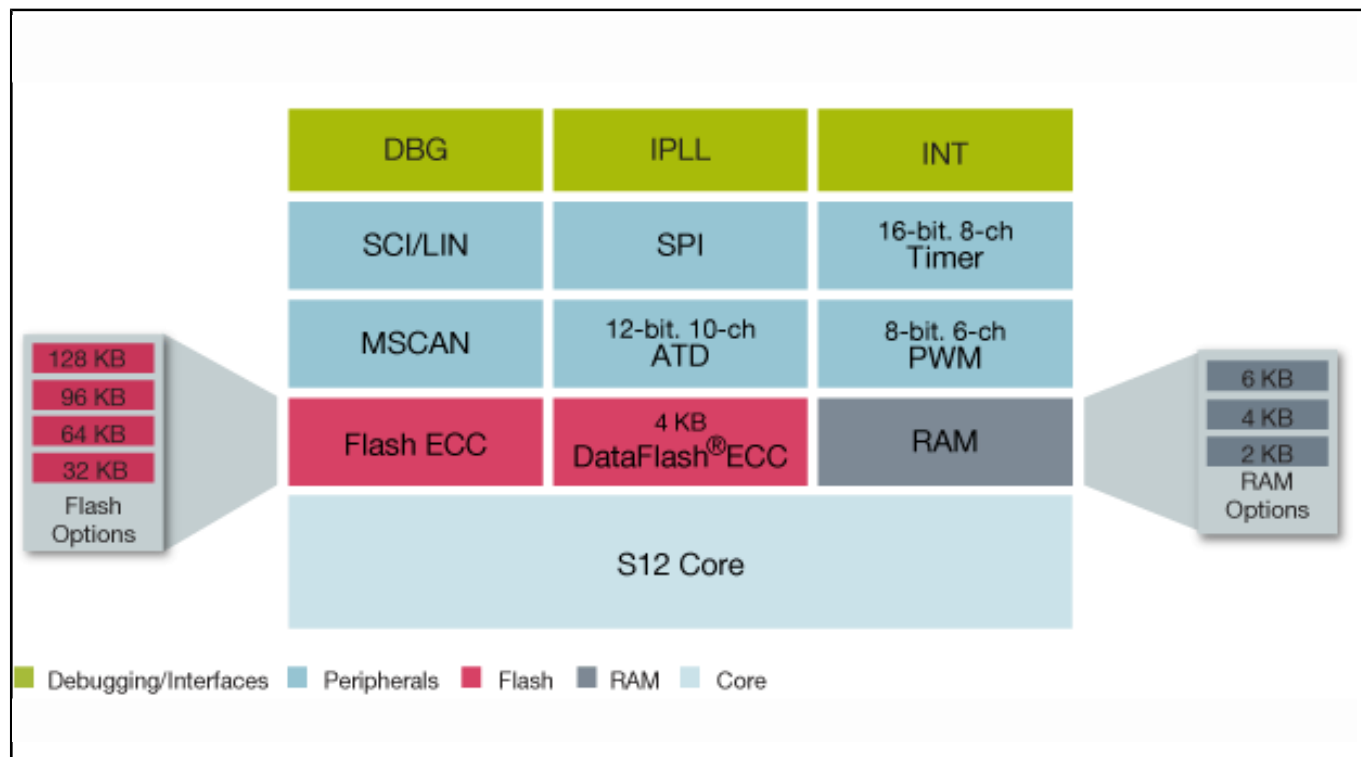 DBG
IPLL
INT
SCI/LIN
SPI
16-bit. 8-ch
Timer
MSCAN
12-bit. 10-ch
ATD
8-bit. 6-ch
PWM
128 KB
96 KB
64 KB
32 KB
Flash
Options
Flash ECC
4 KB
DataFlash®ECC
RAM
6 KB
4 KB
2 KB
RAM
Options
S12 Core
Debugging/Interfaces Peripherals Flash RAM Core